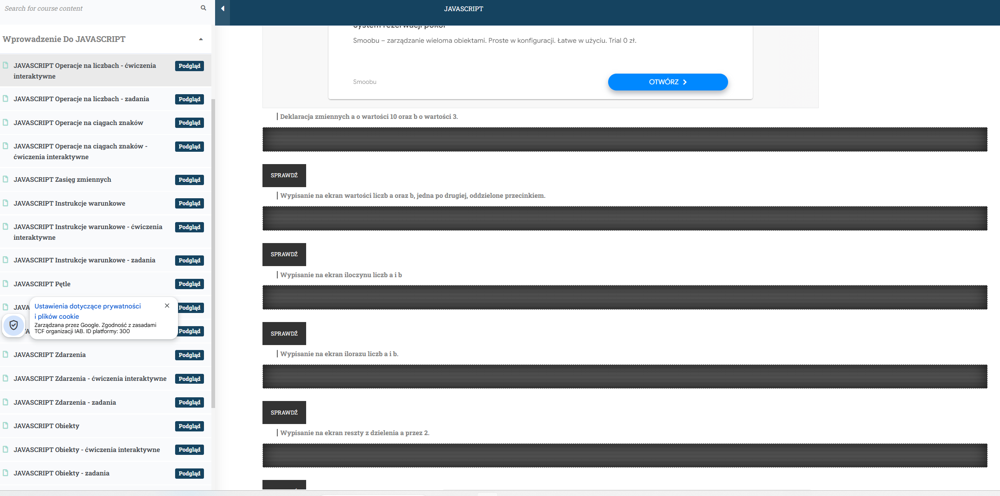 Search for course content
JAVASCRIPT
Wprowadzenie Do JAVASCRIPT
JAVASCRIPT Operacje na liczbach - ćwiczenia
interaktywne
Podgląd
JAVASCRIPT Operacje na liczbach - zadania
Podgląd
JAVASCRIPT Operacje na ciągach znaków
Podgląd
JAVASCRIPT Operacje na ciągach znaków -
ćwiczenia interaktywne
Podgląd
JAVASCRIPT Zasięg zmiennych
Podgląd
JAVASCRIPT Instrukcje warunkowe
Podgląd
JAVASCRIPT Instrukcje warunkowe - ćwiczenia
interaktywne
Podgląd
JAVASCRIPT Instrukcje warunkowe - zadania
Podgląd
JAVASCRIPT Pętle
Podgląd
JAVA
Podgląd
Podgląd
Ustawienia dotyczące prywatności
i plików cookie
Zarządzana przez Google. Zgodność z zasadami
TCF organizacji IAB. ID platformy: 300
JAVASCRIPT Zdarzenia
Podgląd
JAVASCRIPT Zdarzenia - ćwiczenia interaktywne
Podgląd
JAVASCRIPT Zdarzenia - zadania
Podgląd
JAVASCRIPT Obiekty
Podgląd
JAVASCRIPT Obiekty - ćwiczenia interaktywne
Podgląd
JAVASCRIPT Obiekty - zadania
Podgląd
System rezerwacji pokoi
Smoobu – zarządzanie wieloma obiektami. Proste w konfiguracji. Łatwe w użyciu. Trial 0 zł.
Smoobu
OTWÓRZ
Deklaracja zmiennych a o wartości 10 oraz b o wartości 3.
SPRAWDŹ
Wypisanie na ekran wartości liczb a oraz b, jedna po drugiej, oddzielone przecinkiem.
SPRAWDŹ
Wypisanie na ekran iloczynu liczb a i b
SPRAWDŹ
Wypisanie na ekran ilorazu liczb a i b.
SPRAWDŹ
Wypisanie na ekran reszty z dzielenia a przez 2.